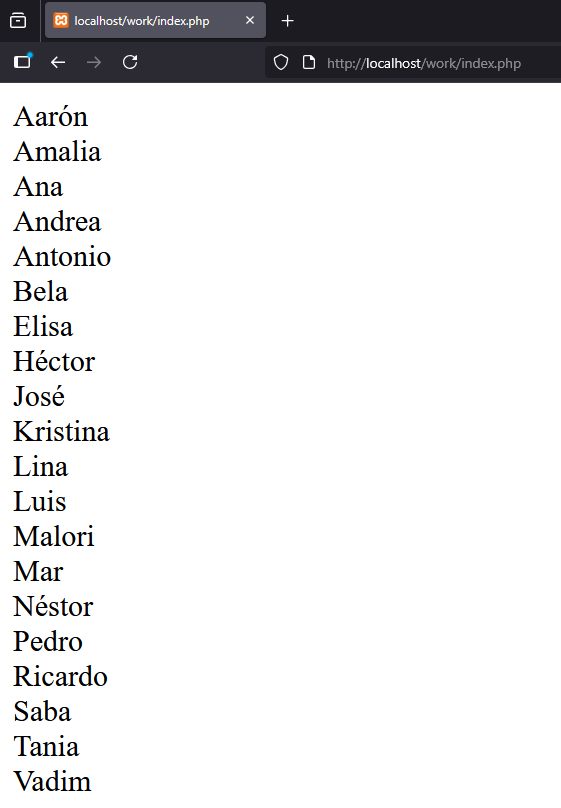 localhost/work/index.php
http://localhost/work/index.php
Aarón
Amalia
Ana
Andrea
Antonio
Bela
Elisa
Héctor
José
Kristina
Lina
Luis
Malori
Mar
Néstor
Pedro
Ricardo
Saba
Tania
Vadim